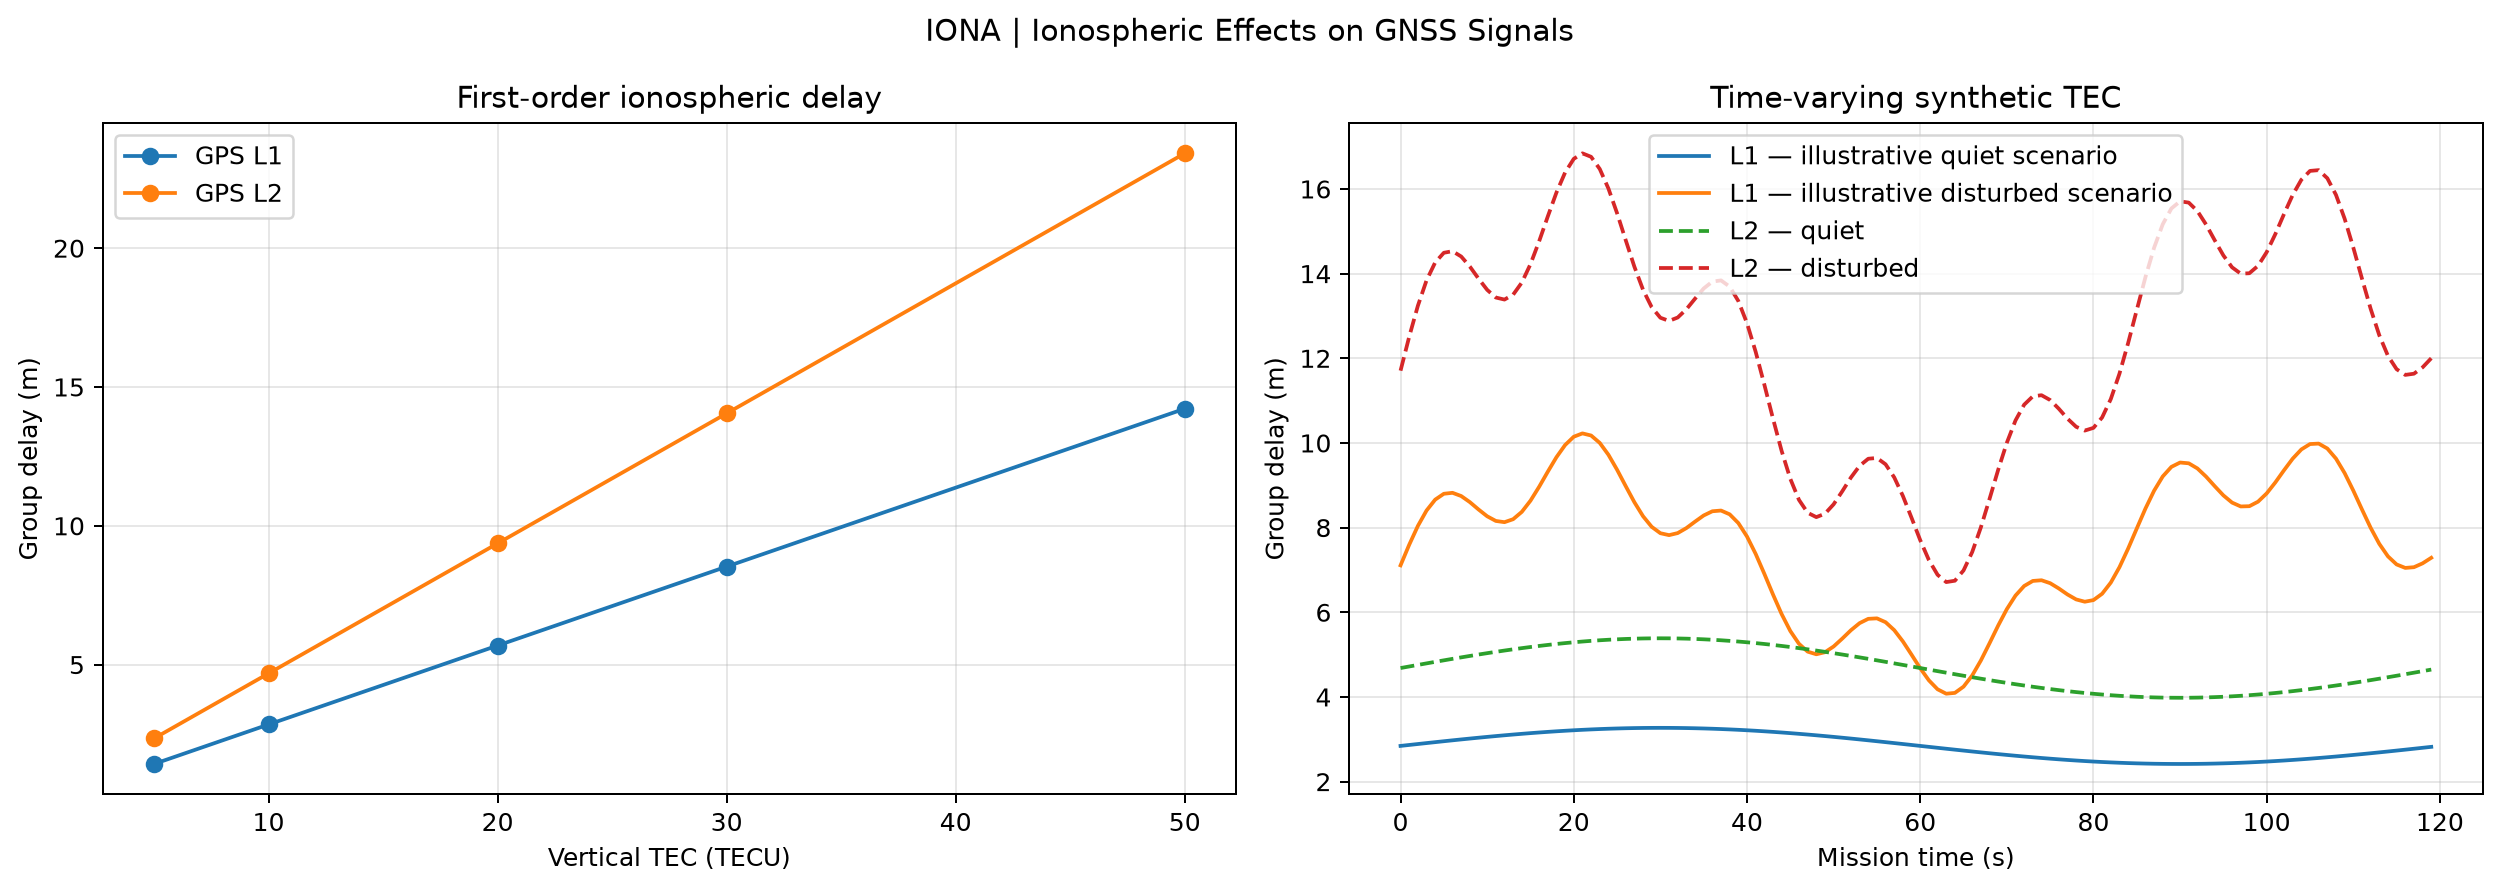 IONA | Ionospheric Effects on GNSS Signals
First-order ionospheric delay
GPS L1
GPS L2
20
15
10
5
Group delay (m)
10 20 30 40 50
Vertical TEC (TECU)
Time-varying synthetic TEC
L1 — illustrative quiet scenario
L1 — illustrative disturbed scenario
L2 — quiet
L2 — disturbed
16
14
12
10
8
6
4
2
Group delay (m)
0 20 40 60 80 100 120
Mission time (s)